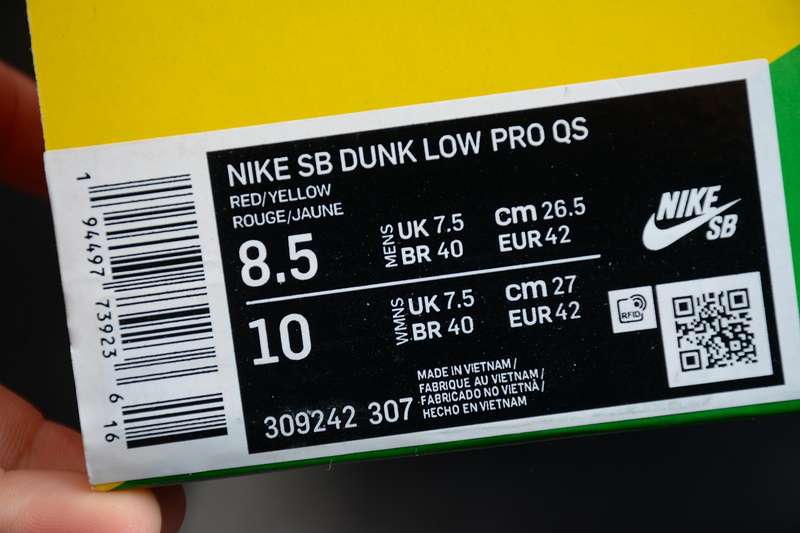 NIKE SB DUNK LOW PRO QS
RED/YELLOW
ROUGE/JAUNE
8.5
MENS
UK 7.5
BR 40
cm 26.5
EUR 42
10
WMNS
UK 7.5
BR 40
cm 27
EUR 42
309242 307
MADE IN VIETNAM /
FABRIQUE AU VIETNAM /
FABRICADO NO VIETNÃ /
HECHO EN VIETNAM
NIKE
SB
RFID
1 94497 73923 6 16